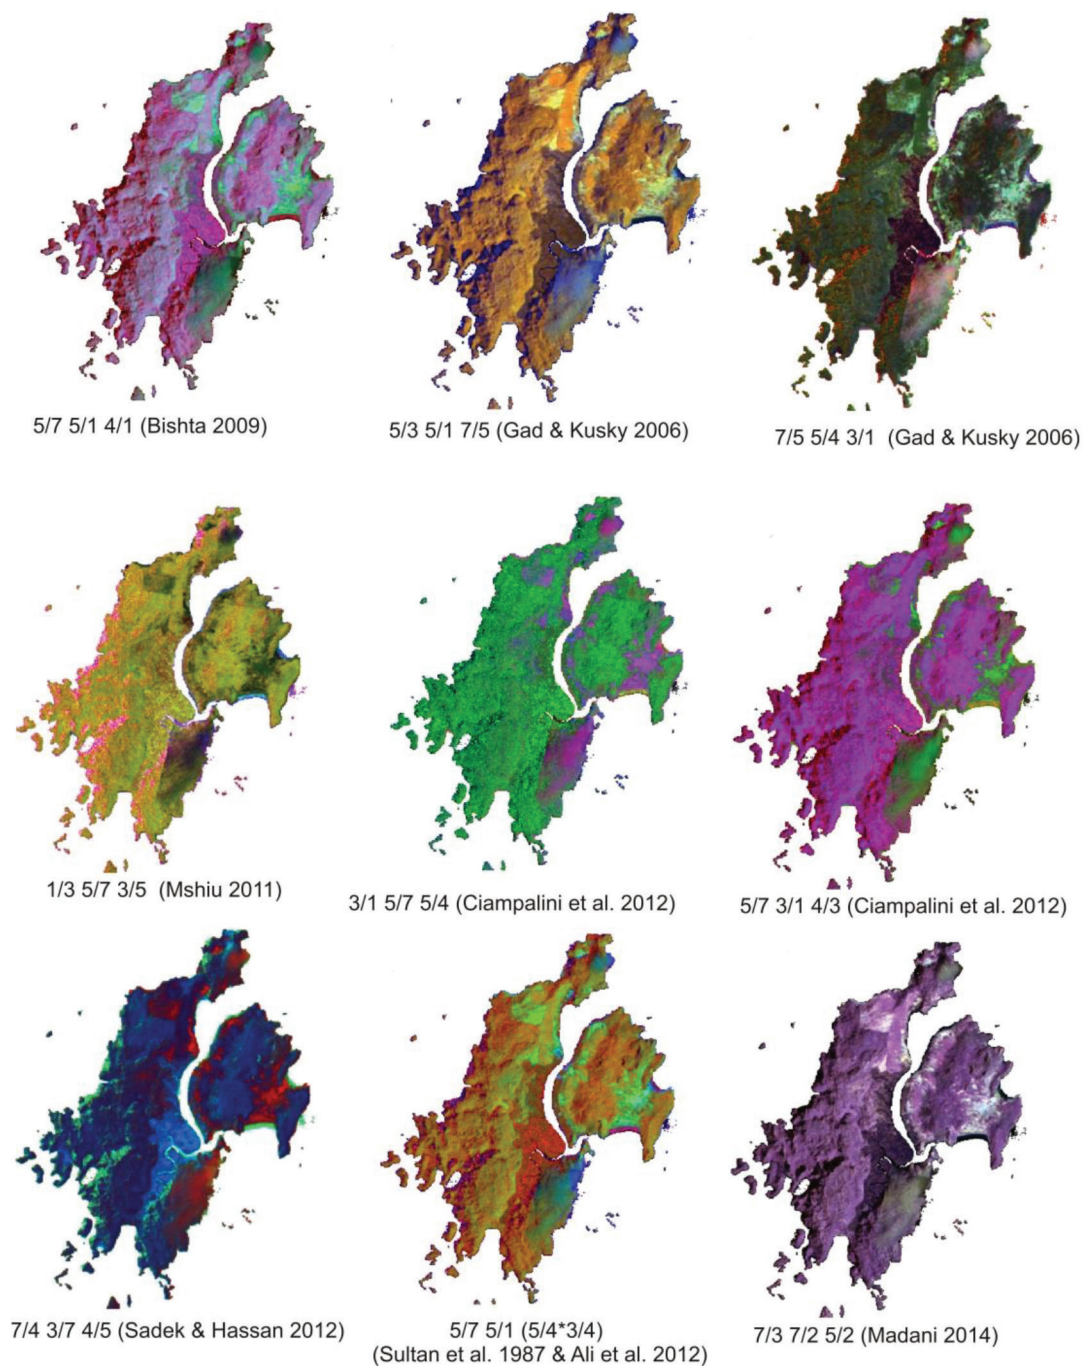 5/7 5/1 4/1 (Bishta 2009)
5/3 5/1 7/5 (Gad & Kusky 2006)
7/5 5/4 3/1 (Gad & Kusky 2006)
1/3 5/7 3/5 (Mshiu 2011)
3/1 5/7 5/4 (Ciampalini et al. 2012)
5/7 3/1 4/3 (Ciampalini et al. 2012)
7/4 3/7 4/5 (Sadek & Hassan 2012)
5/7 5/1 (5/4*3/4)
(Sultan et al. 1987 & Ali et al. 2012)
7/3 7/2 5/2 (Madani 2014)